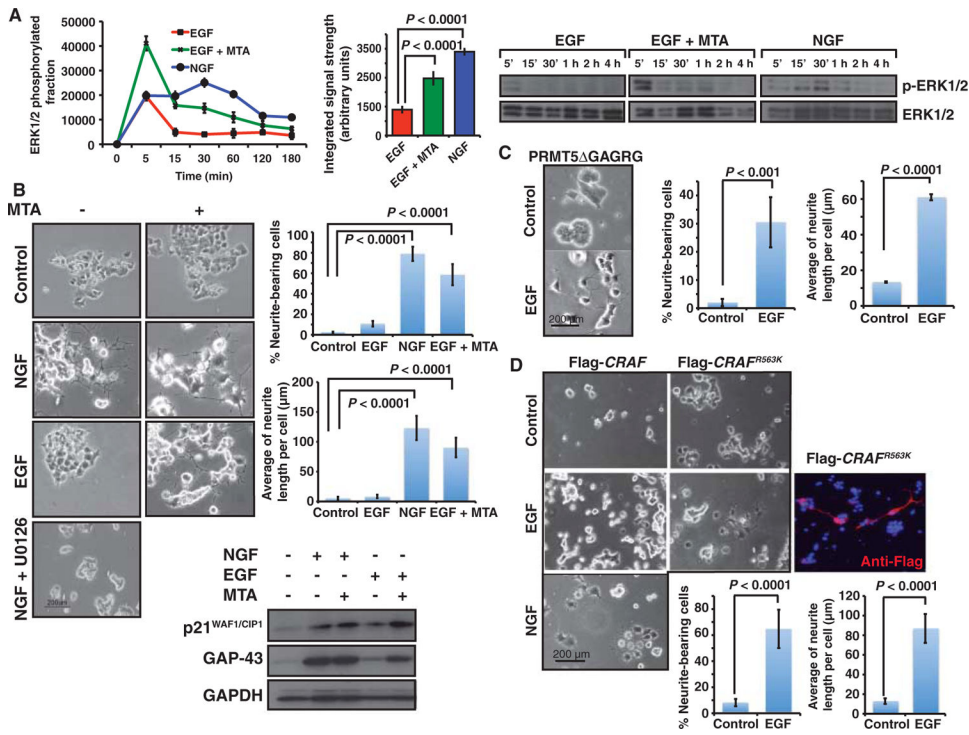 A
EGF
EGF + MTA
NGF
50000
40000
30000
20000
10000
0
ERK1/2 phosphorylated
fraction
0 5 15 30 60 120 180
Time (min)
P < 0.0001
P < 0.0001
3500
2500
1500
500
0
Integrated signal strength
(arbitrary units)
EGF
EGF + MTA
NGF
EGF EGF + MTA NGF
5' 15' 30' 1 h 2 h 4 h 5' 15' 30' 1 h 2 h 4 h 5' 15' 30' 1 h 2 h 4 h
p-ERK1/2
ERK1/2
B
MTA - +
Control
NGF
EGF
NGF + U0126
200µm
P < 0.0001
P < 0.0001
100
80
60
40
20
0
% Neurite-bearing cells
Control EGF NGF EGF + MTA
P < 0.0001
P < 0.0001
160
120
80
40
0
Average of neurite
length per cell (µm)
Control EGF NGF EGF + MTA
NGF - + + - -
EGF - - - + +
MTA - - + - +
p21WAF1/CIP1
GAP-43
GAPDH
C
PRMT5ΔGAGRG
Control
EGF
200 µm
P < 0.001
40
30
20
10
0
% Neurite-bearing cells
Control EGF
P < 0.0001
80
60
40
20
0
Average of neurite
length per cell (µm)
Control EGF
D
Flag-CRAF Flag-CRAFR563K
Control
EGF
NGF
200 µm
Flag-CRAFR563K
Anti-Flag
P < 0.0001
80
60
40
20
0
% Neurite-bearing cells
Control EGF
P < 0.0001
120
100
80
60
40
20
0
Average of neurite
length per cell (µm)
Control EGF